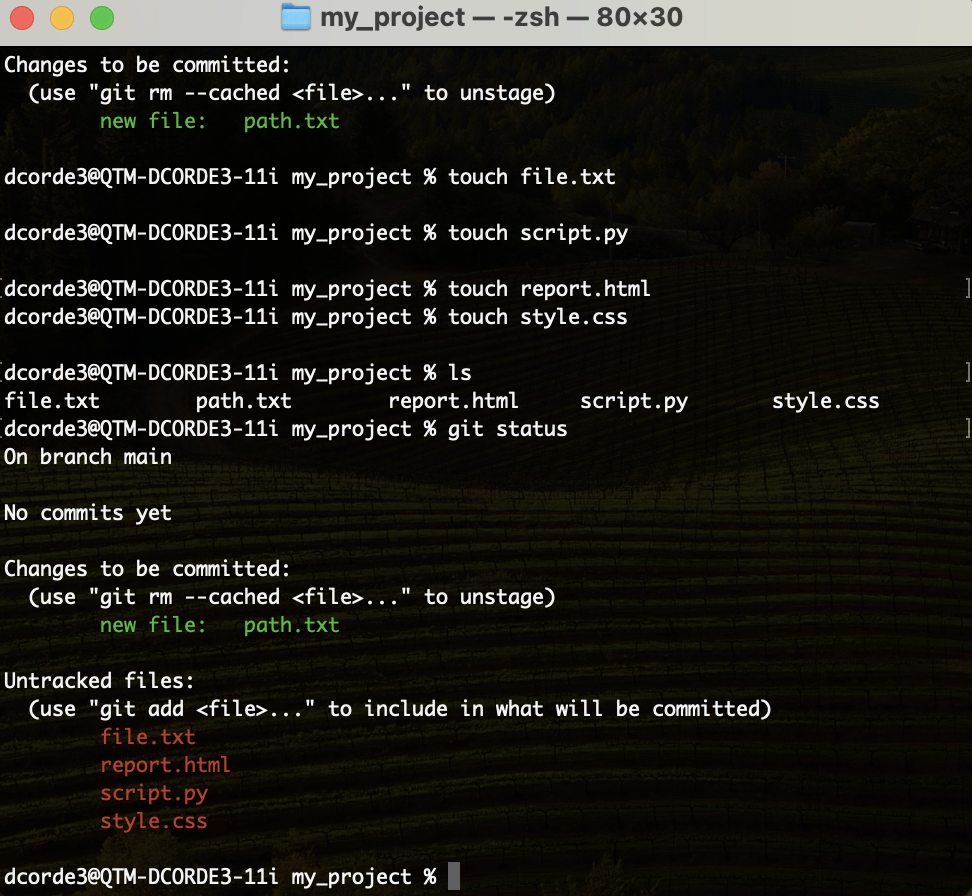 my_project — -zsh — 80×30
Changes to be committed:
  (use "git rm --cached <file>..." to unstage)
        new file:   path.txt
dcorde3@QTM-DCORDE3-11i my_project % touch file.txt
dcorde3@QTM-DCORDE3-11i my_project % touch script.py
[dcorde3@QTM-DCORDE3-11i my_project % touch report.html ]
dcorde3@QTM-DCORDE3-11i my_project % touch style.css
[dcorde3@QTM-DCORDE3-11i my_project % ls ]
file.txt        path.txt        report.html     script.py       style.css
[dcorde3@QTM-DCORDE3-11i my_project % git status ]
On branch main
No commits yet
Changes to be committed:
  (use "git rm --cached <file>..." to unstage)
        new file:   path.txt
Untracked files:
  (use "git add <file>..." to include in what will be committed)
        file.txt
        report.html
        script.py
        style.css
dcorde3@QTM-DCORDE3-11i my_project %